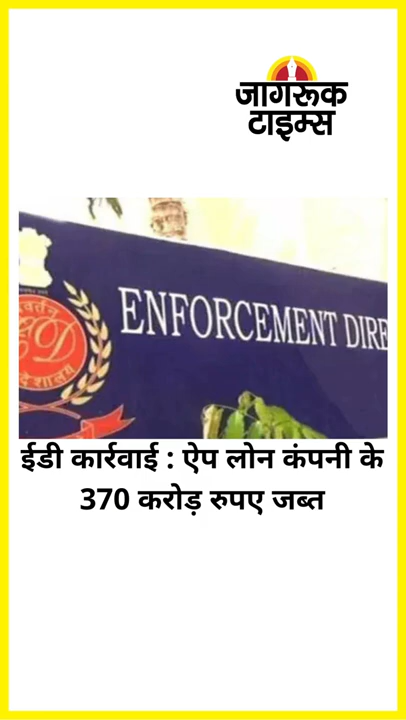 जागरूक
टाइम्स
ENFORCEMENT DIRE
ईडी कार्रवाई : ऐप लोन कंपनी के
370 करोड़ रुपए जब्त